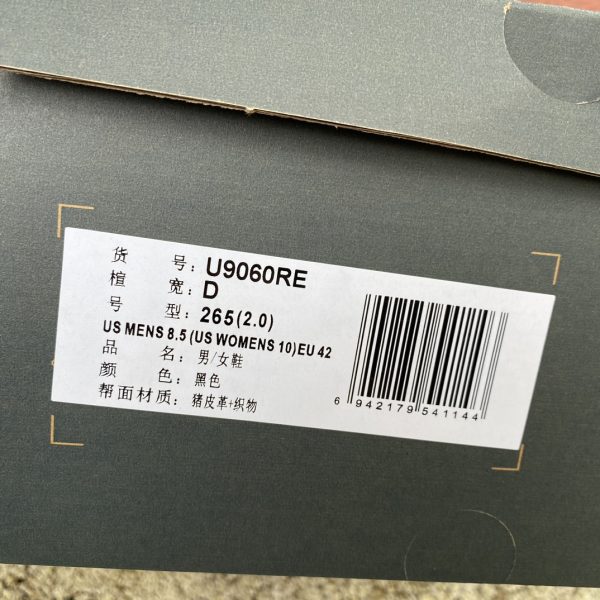 货 号: U9060RE
楦 宽: D
号 型: 265(2.0)
US MENS 8.5 (US WOMENS 10) EU 42
品 名: 男/女鞋
颜 色: 黑色
帮面材质: 猪皮革+织物
6 942179 541144